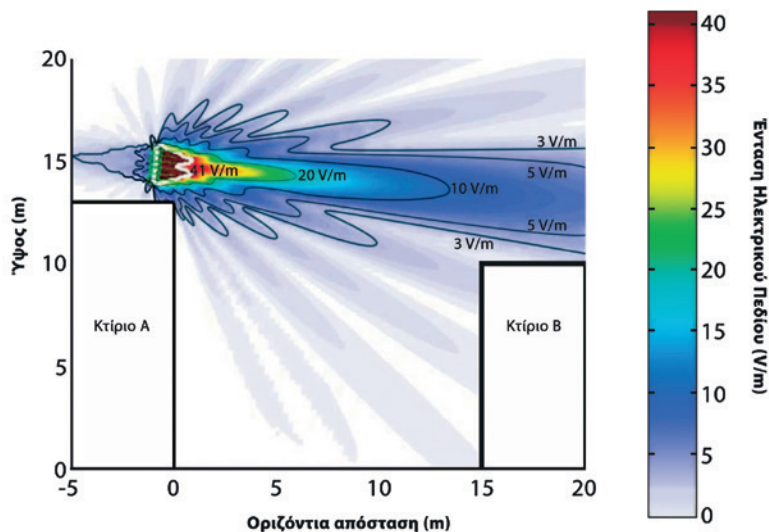 40
35
30
25
20
15
10
5
0
Ένταση Ηλεκτρικού Πεδίου (V/m)
20
15
10
5
0
Ύψος (m)
3 V/m
5 V/m
41 V/m
20 V/m
10 V/m
5 V/m
3 V/m
Κτίριο Α
Κτίριο Β
-5 0 5 10 15 20
Οριζόντια απόσταση (m)